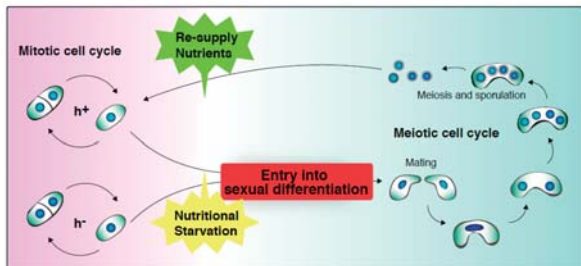 Re-supply
Nutrients
Mitotic cell cycle
h+
Meiosis and sporulation
Meiotic cell cycle
Mating
Entry into
sexual differentiation
h-
Nutritional
Starvation